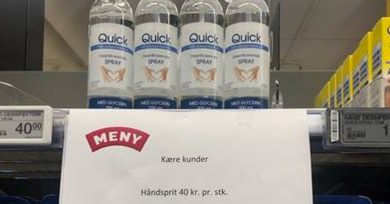 Quick
Quick
Quick
Quick
SPRAY
SPRAY
SPRAY
SPRAY
MED GLYCERIN
MED GLYCERIN
MED GLYCERIN
MED GLYCERIN
40.00
MENY
Kære kunder
Håndsprit 40 kr. pr. stk.